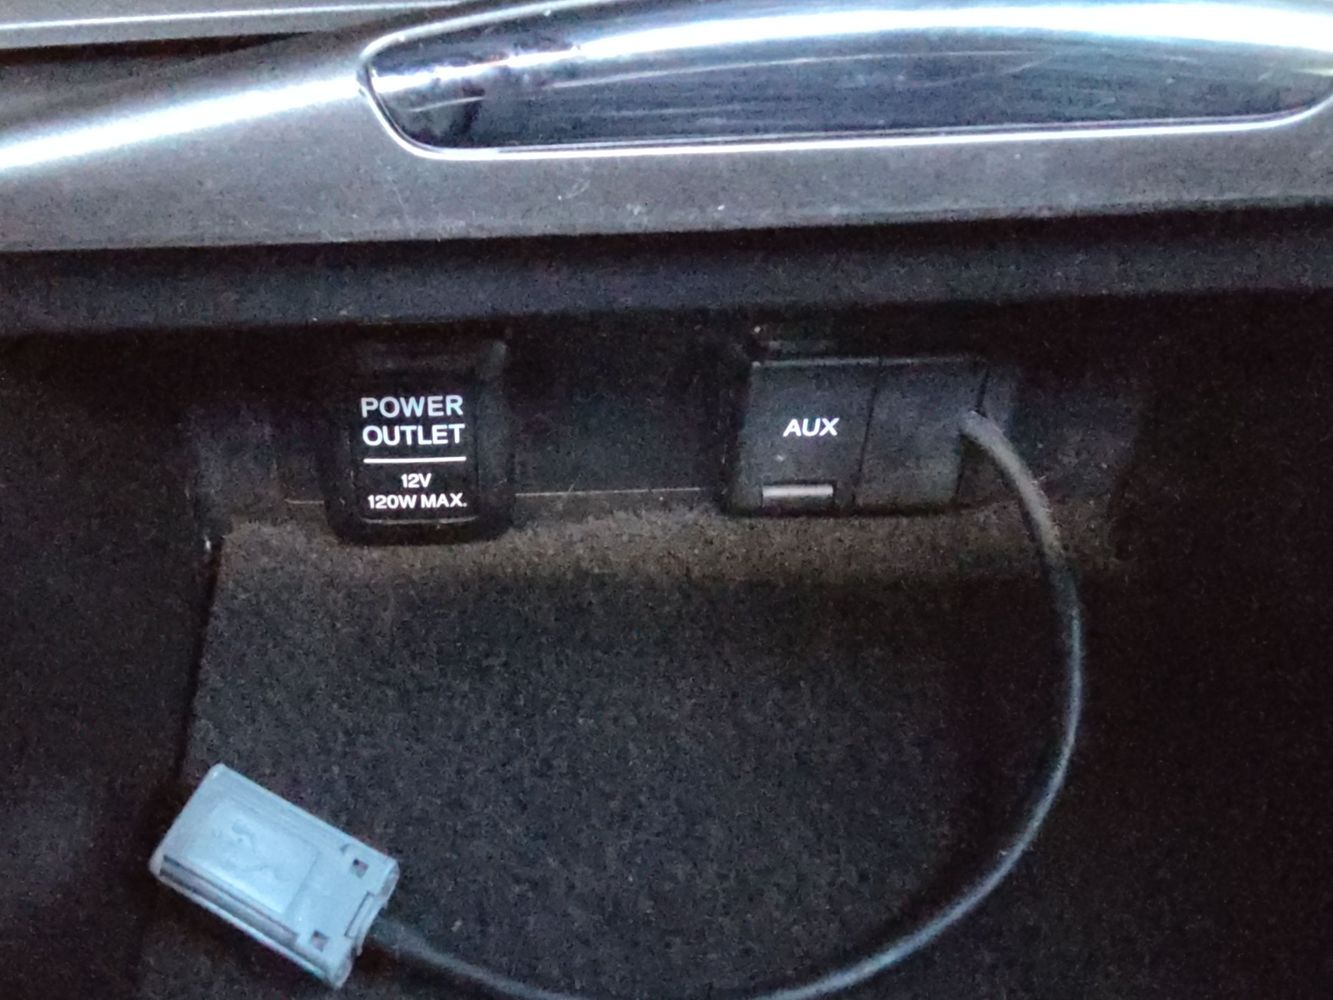 POWER
OUTLET
12V
120W MAX.
AUX